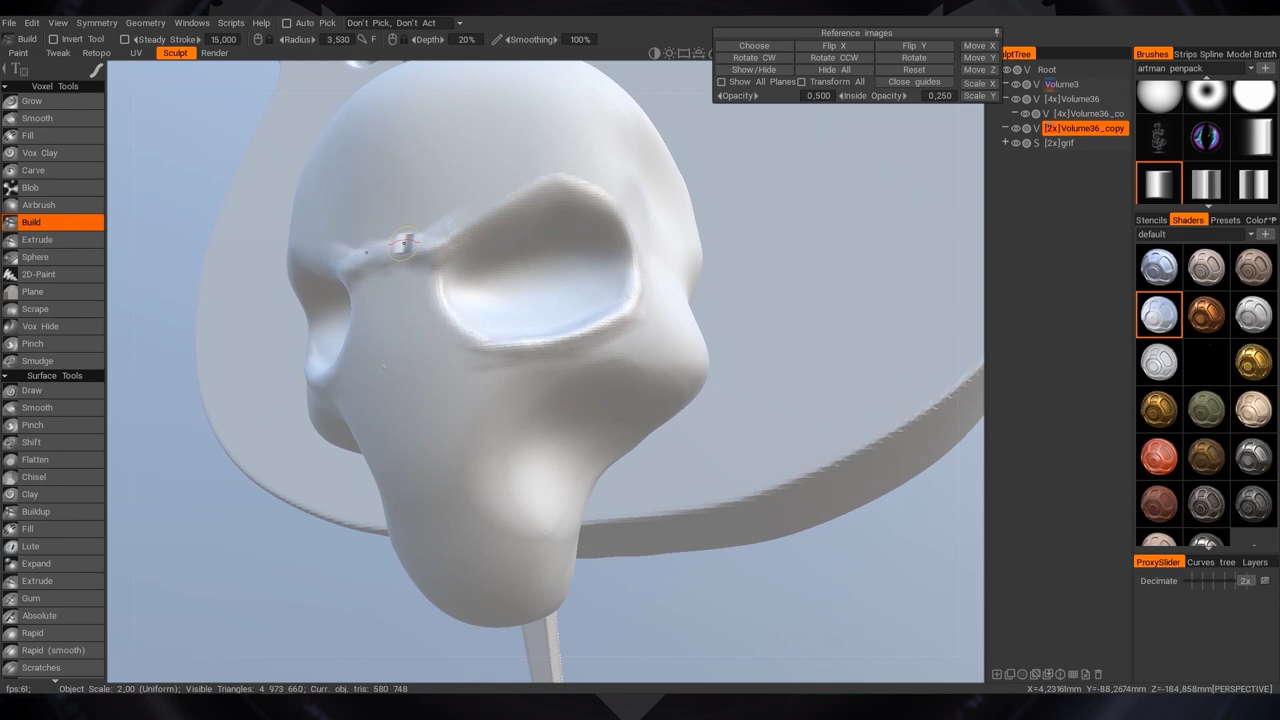 File Edit View Symmetry Geometry Windows Scripts Help Auto Pick Don't Pick, Don't Act
Build Invert Tool Steady Stroke 15,000 Radius 3,530 F Depth 20% Smoothing 100%
Paint Tweak Retopo UV Sculpt Render
Voxel Tools
Grow
Smooth
Fill
Vox Clay
Carve
Blob
Airbrush
Build
Extrude
Sphere
2D-Paint
Plane
Scrape
Vox Hide
Pinch
Smudge
Surface Tools
Draw
Smooth
Pinch
Shift
Flatten
Chisel
Clay
Buildup
Fill
Lute
Expand
Extrude
Gum
Absolute
Rapid
Rapid (smooth)
Scratches
Reference images
Choose Flip X Flip Y Move X
Rotate CW Rotate CCW Rotate Move Y
Show/Hide Hide All Reset Move Z
Show All Planes Transform All Close guides Scale X
Opacity 0,500 Inside Opacity 0,250 Scale Y
Root
V Volume3
V [4x]Volume36
V [4x]Volume36_co
V [2x]Volume36_copy
S [2x]grif
Brushes Strips Spline Model
artman penpack
Stencils Shaders Presets Color
default
ProxySlider Curves tree Layers
Decimate 2x
fps:61; Object Scale: 2,00 (Uniform); Visible Triangles: 4 973 660; Curr. obj. tris: 580 748
X=4,23161mm Y=-88,2674mm Z=-184,858mm[PERSPECTIVE]